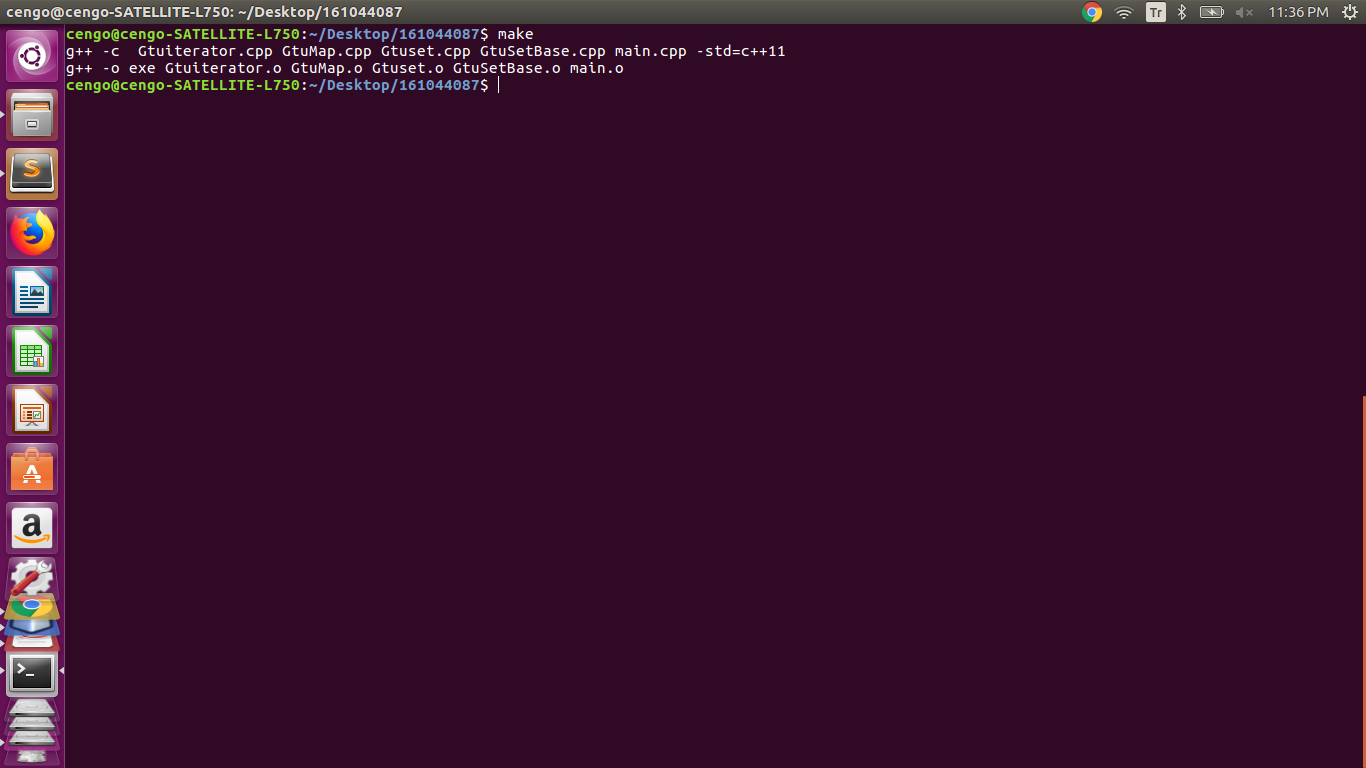 cengo@cengo-SATELLITE-L750: ~/Desktop/161044087
Tr
11:36 PM
cengo@cengo-SATELLITE-L750:~/Desktop/161044087$ make
g++ -c  Gtuiterator.cpp GtuMap.cpp Gtuset.cpp GtuSetBase.cpp main.cpp -std=c++11
g++ -o exe Gtuiterator.o GtuMap.o Gtuset.o GtuSetBase.o main.o
cengo@cengo-SATELLITE-L750:~/Desktop/161044087$
S
A
a
>_